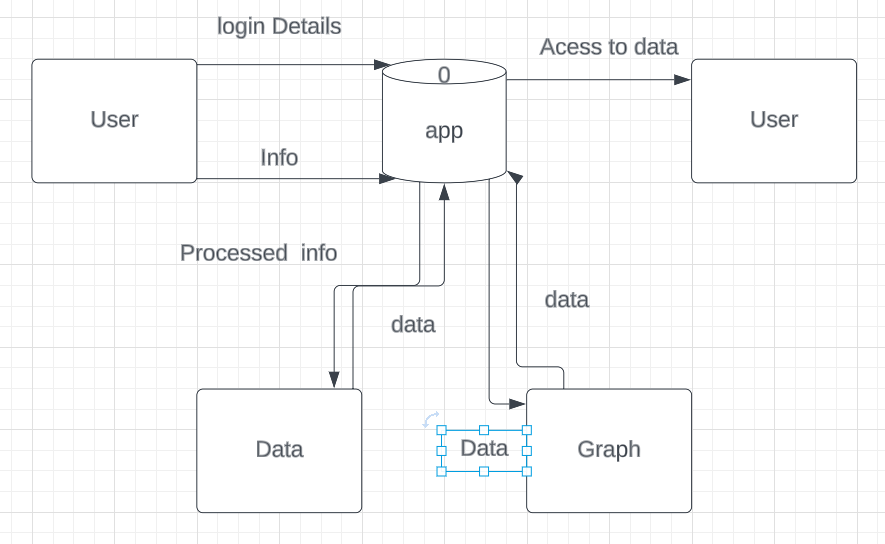 login Details
Acess to data
0
User
app
User
Info
Processed info
data
data
Data
Data
Graph